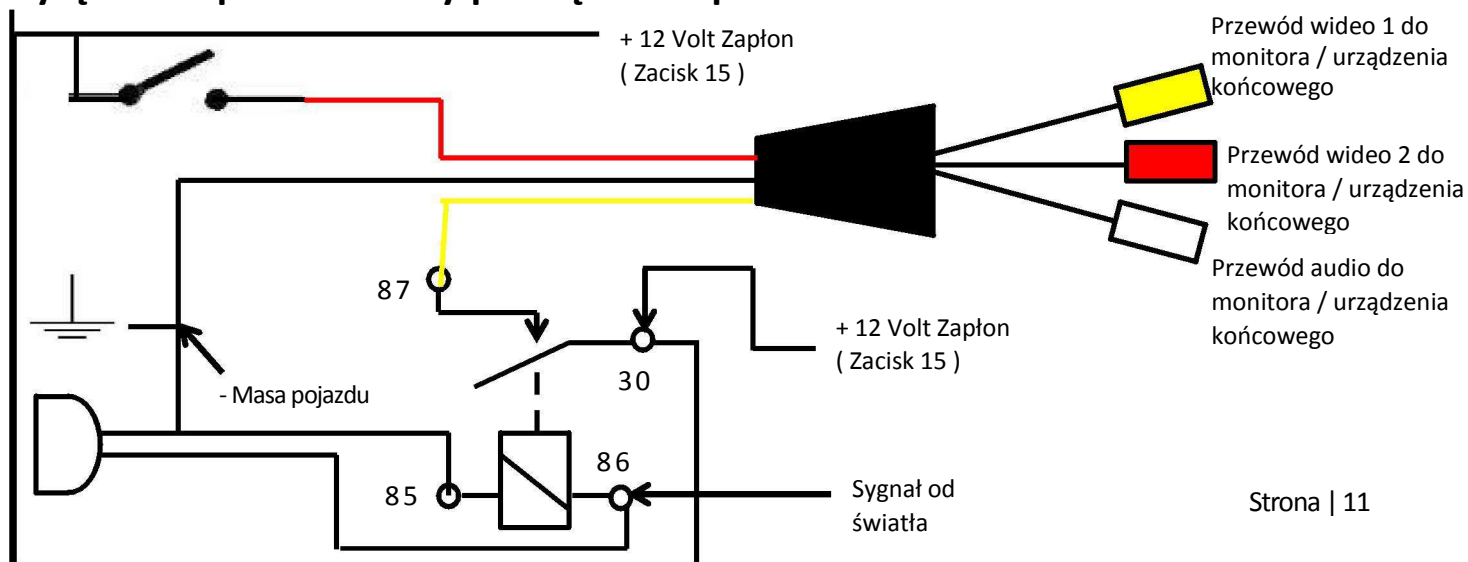 + 12 Volt Zapłon
( Zacisk 15 )
Przewód wideo 1 do
monitora / urządzenia
końcowego
Przewód wideo 2 do
monitora / urządzenia
końcowego
Przewód audio do
monitora / urządzenia
końcowego
87
+ 12 Volt Zapłon
( Zacisk 15 )
30
- Masa pojazdu
86
85
Sygnał od
światła
Strona | 11